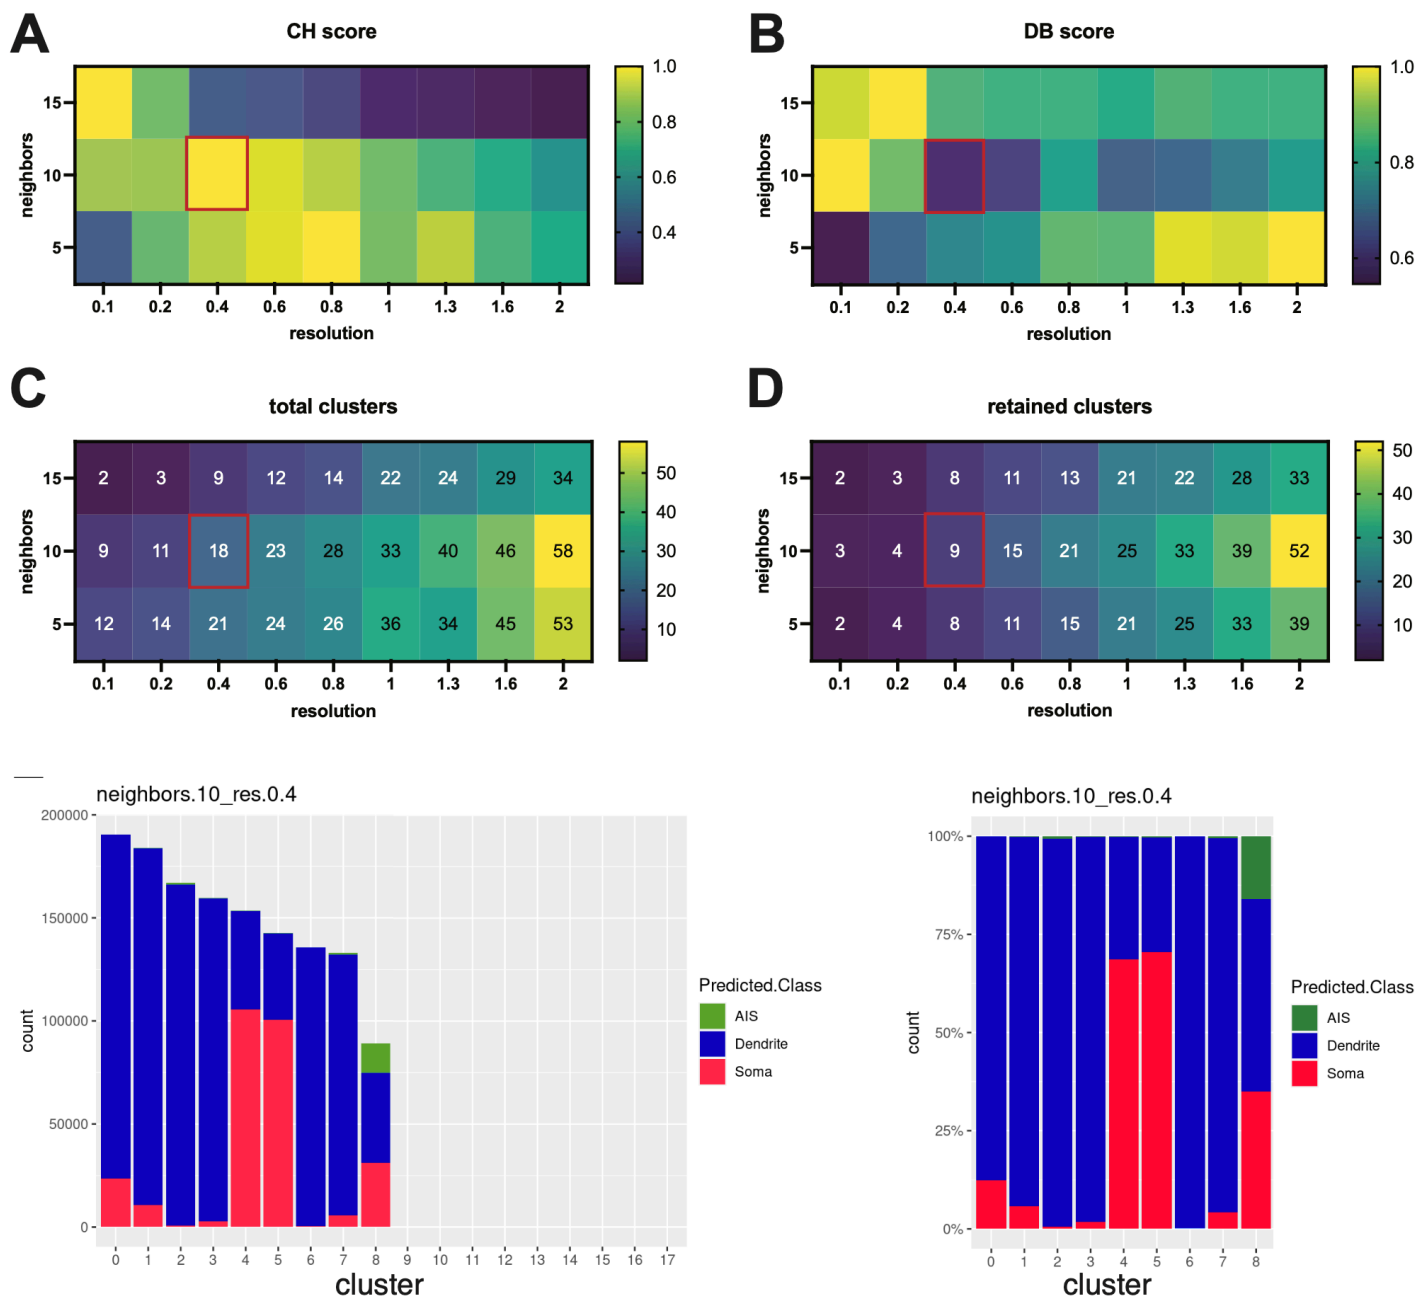 A
CH score
neighbors
15
10
5
0.1 0.2 0.4 0.6 0.8 1 1.3 1.6 2
resolution
1.0
0.8
0.6
0.4
B
DB score
neighbors
15
10
5
0.1 0.2 0.4 0.6 0.8 1 1.3 1.6 2
resolution
1.0
0.8
0.6
C
total clusters
neighbors
15 2 3 9 12 14 22 24 29 34
10 9 11 18 23 28 33 40 46 58
5 12 14 21 24 26 36 34 45 53
0.1 0.2 0.4 0.6 0.8 1 1.3 1.6 2
resolution
50
40
30
20
10
D
retained clusters
neighbors
15 2 3 8 11 13 21 22 28 33
10 3 4 9 15 21 25 33 39 52
5 2 4 8 11 15 21 25 33 39
0.1 0.2 0.4 0.6 0.8 1 1.3 1.6 2
resolution
50
40
30
20
10
neighbors.10_res.0.4
count
200000
150000
100000
50000
0
0 1 2 3 4 5 6 7 8 9 10 11 12 13 14 15 16 17
cluster
Predicted.Class
AIS
Dendrite
Soma
neighbors.10_res.0.4
count
100%
75%
50%
25%
0%
0 1 2 3 4 5 6 7 8
cluster
Predicted.Class
AIS
Dendrite
Soma